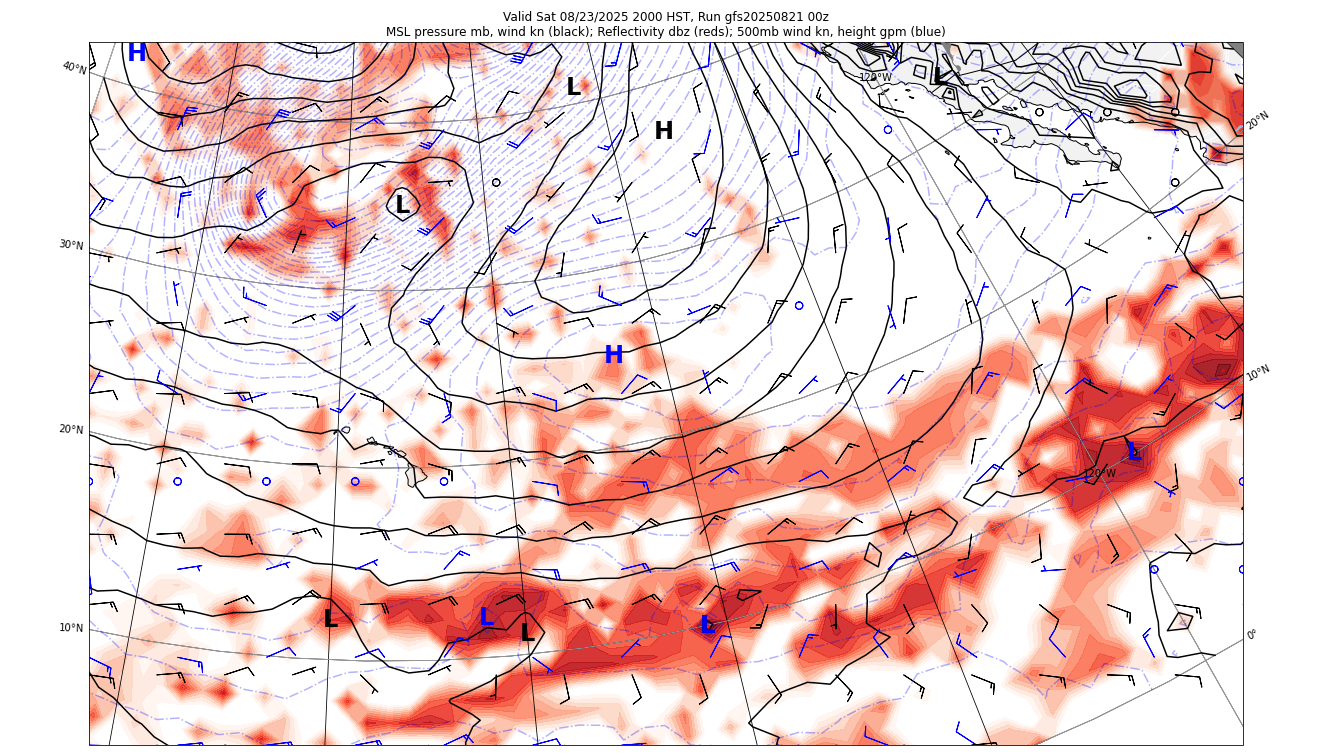 Valid Sat 08/23/2025 2000 HST, Run gfs20250821 00z
MSL pressure mb, wind kn (black); Reflectivity dbz (reds); 500mb wind kn, height gpm (blue)
H
40°N
L
120°W
L
H
20°N
L
30°N
H
10°N
20°N
L
120°W
10°N
L
L
L
L
0°